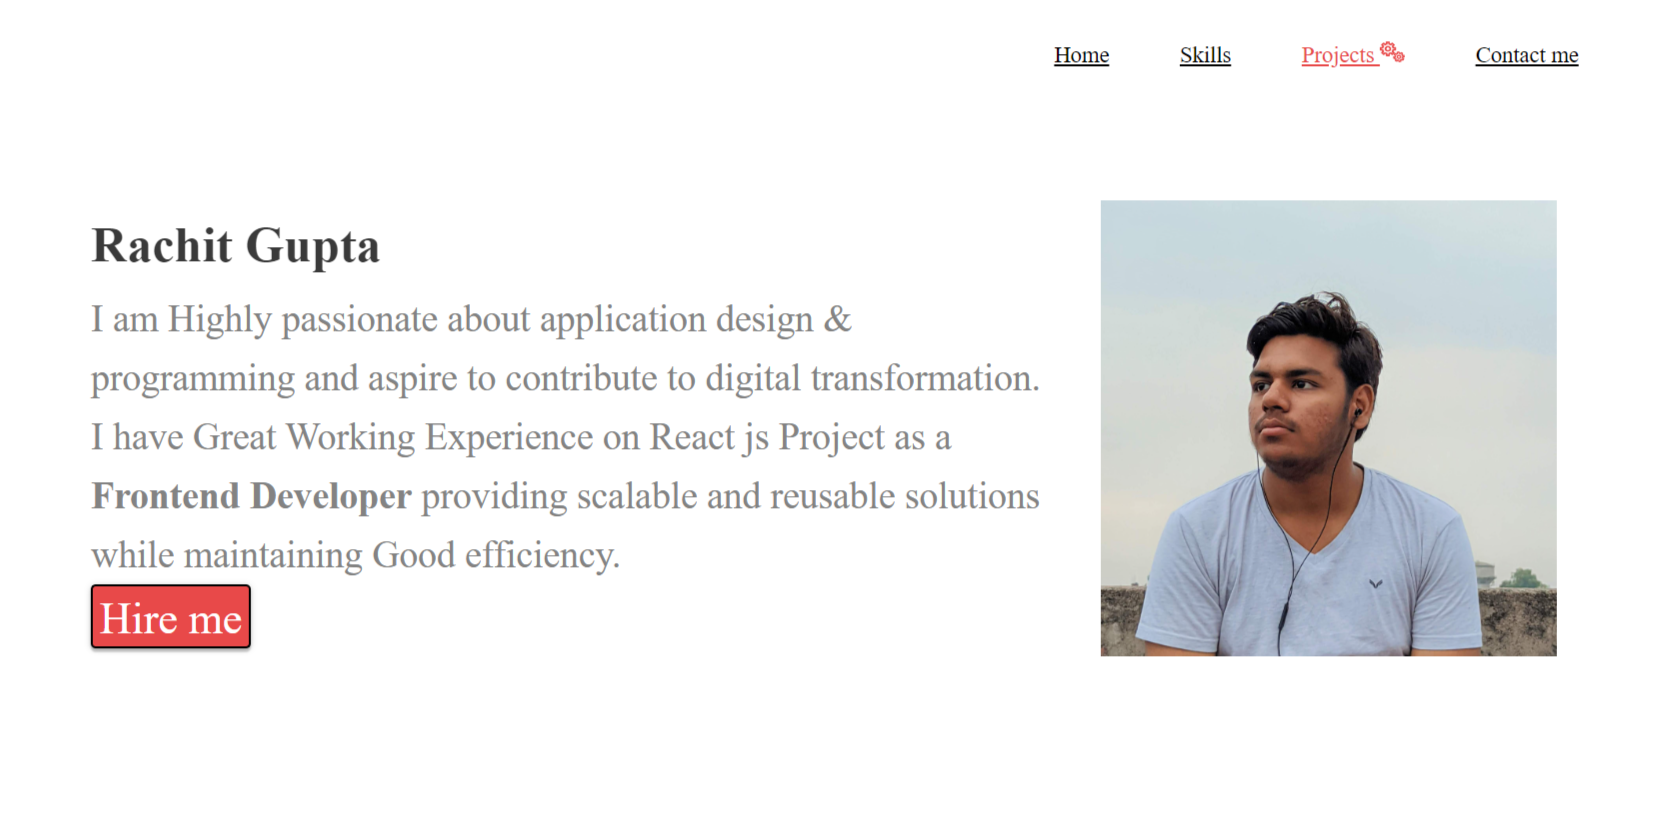 Home Skills Projects Contact me
Rachit Gupta
I am Highly passionate about application design &
programming and aspire to contribute to digital transformation.
I have Great Working Experience on React js Project as a
Frontend Developer providing scalable and reusable solutions
while maintaining Good efficiency.
Hire me